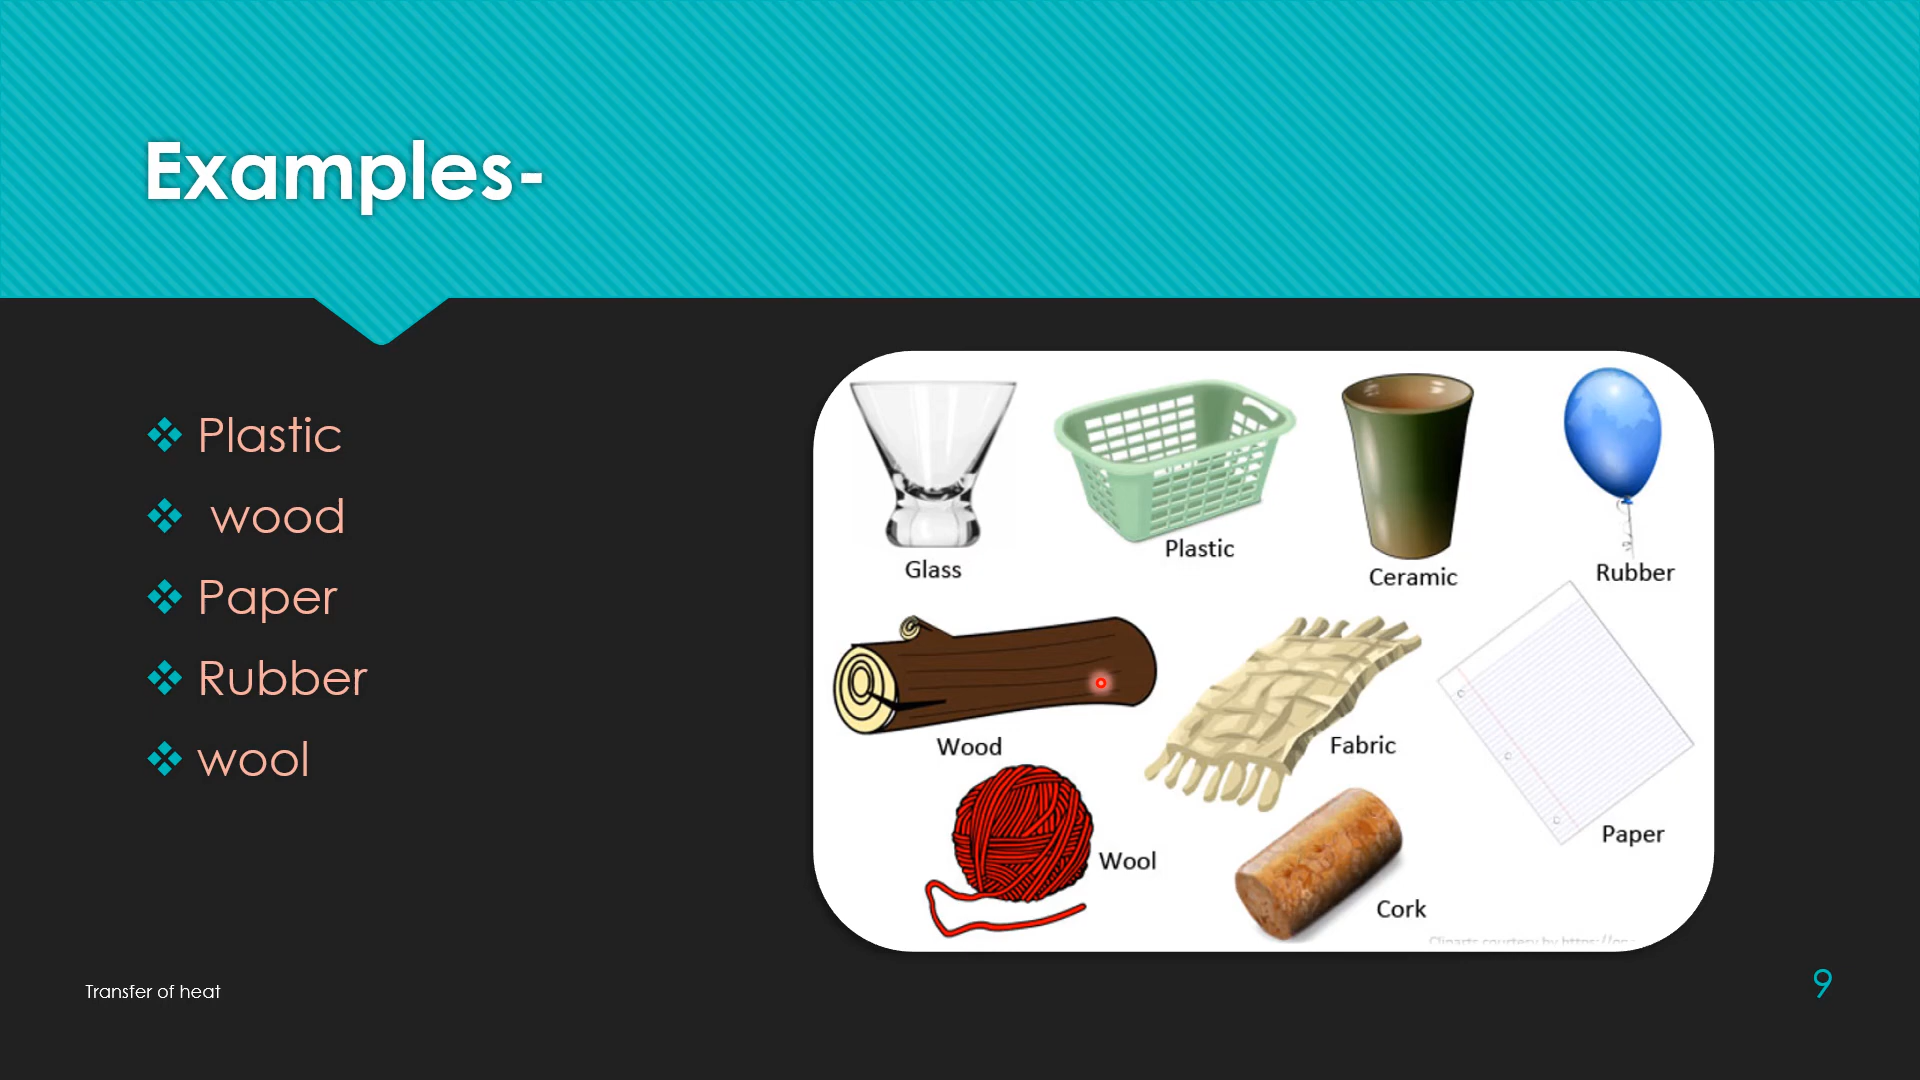 Examples-
Plastic
wood
Paper
Rubber
wool
Glass
Plastic
Ceramic
Rubber
Wood
Fabric
Paper
Wool
Cork
Transfer of heat
9